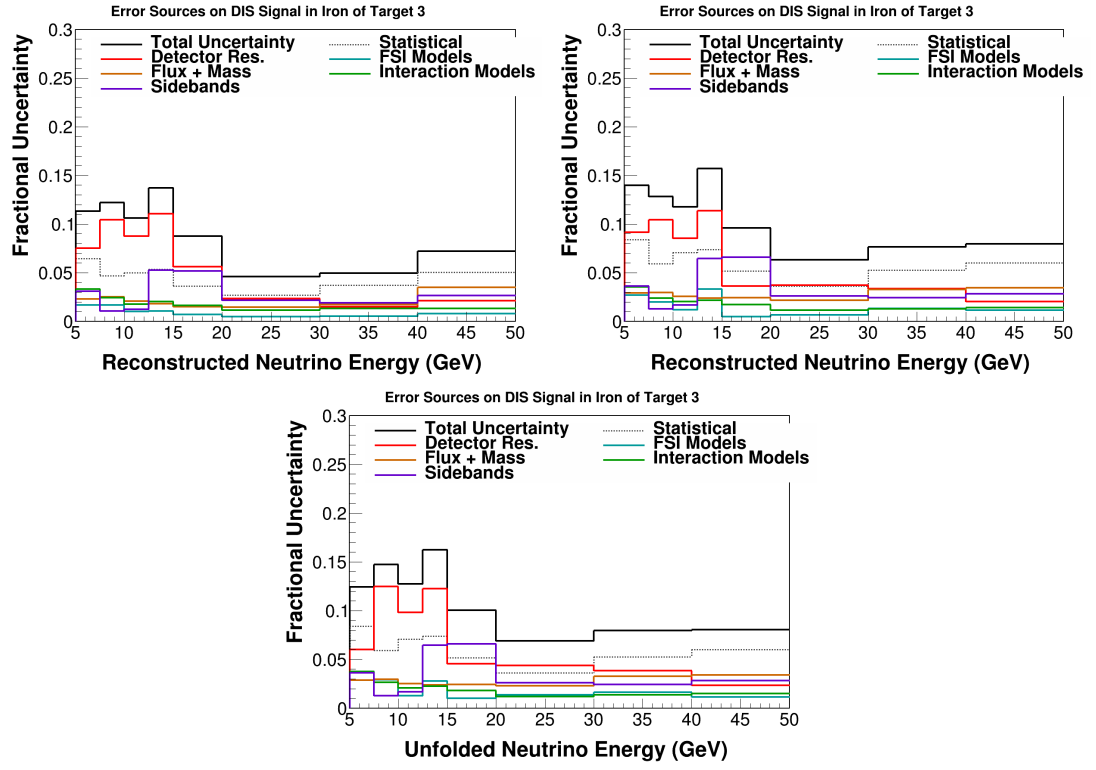 Error Sources on DIS Signal in Iron of Target 3
Fractional Uncertainty
0.3
0.25
0.2
0.15
0.1
0.05
0
Total Uncertainty
Detector Res.
Flux + Mass
Sidebands
Statistical
FSI Models
Interaction Models
5 10 15 20 25 30 35 40 45 50
Reconstructed Neutrino Energy (GeV)
Error Sources on DIS Signal in Iron of Target 3
Fractional Uncertainty
0.3
0.25
0.2
0.15
0.1
0.05
0
Total Uncertainty
Detector Res.
Flux + Mass
Sidebands
Statistical
FSI Models
Interaction Models
5 10 15 20 25 30 35 40 45 50
Reconstructed Neutrino Energy (GeV)
Error Sources on DIS Signal in Iron of Target 3
Fractional Uncertainty
0.3
0.25
0.2
0.15
0.1
0.05
0
Total Uncertainty
Detector Res.
Flux + Mass
Sidebands
Statistical
FSI Models
Interaction Models
5 10 15 20 25 30 35 40 45 50
Unfolded Neutrino Energy (GeV)